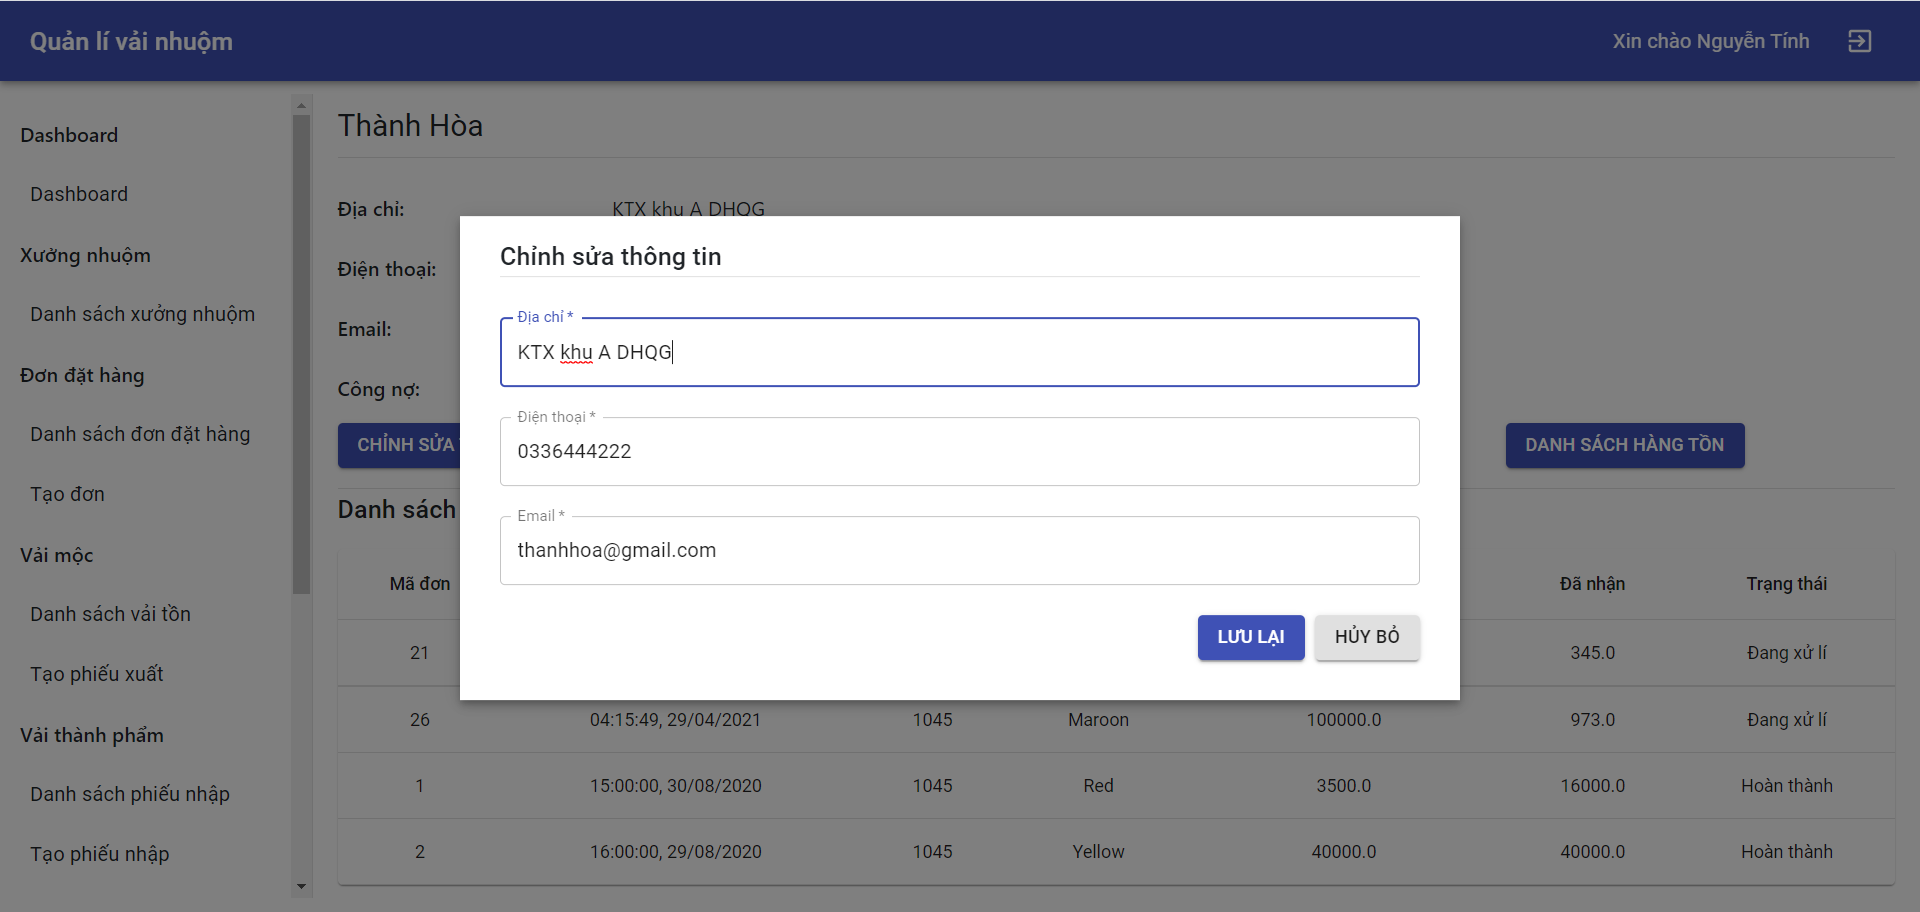 Quản lí vải nhuộm
Xin chào Nguyễn Tính
Dashboard
Dashboard
Xưởng nhuộm
Danh sách xưởng nhuộm
Đơn đặt hàng
Danh sách đơn đặt hàng
Tạo đơn
Vải mộc
Danh sách vải tồn
Tạo phiếu xuất
Vải thành phẩm
Danh sách phiếu nhập
Tạo phiếu nhập
Thành Hòa
Địa chỉ: KTX khu A DHQG
Điện thoại:
Email:
Công nợ:
CHỈNH SỬA
DANH SÁCH HÀNG TỒN
Danh sách
Chỉnh sửa thông tin
Địa chỉ *
KTX khu A DHQG
Điện thoại *
0336444222
Email *
thanhhoa@gmail.com
LƯU LẠI HỦY BỎ
Mã đơn Đã nhận Trạng thái
21 345.0 Đang xử lí
26 04:15:49, 29/04/2021 1045 Maroon 100000.0 973.0 Đang xử lí
1 15:00:00, 30/08/2020 1045 Red 3500.0 16000.0 Hoàn thành
2 16:00:00, 29/08/2020 1045 Yellow 40000.0 40000.0 Hoàn thành